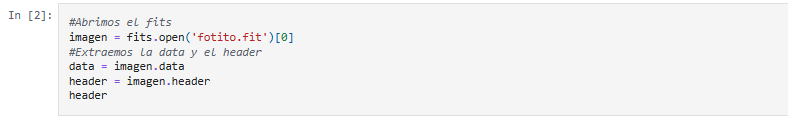 In [2]:
#Abrimos el fits
imagen = fits.open('fotito.fit')[0]
#Extraemos la data y el header
data = imagen.data
header = imagen.header
header